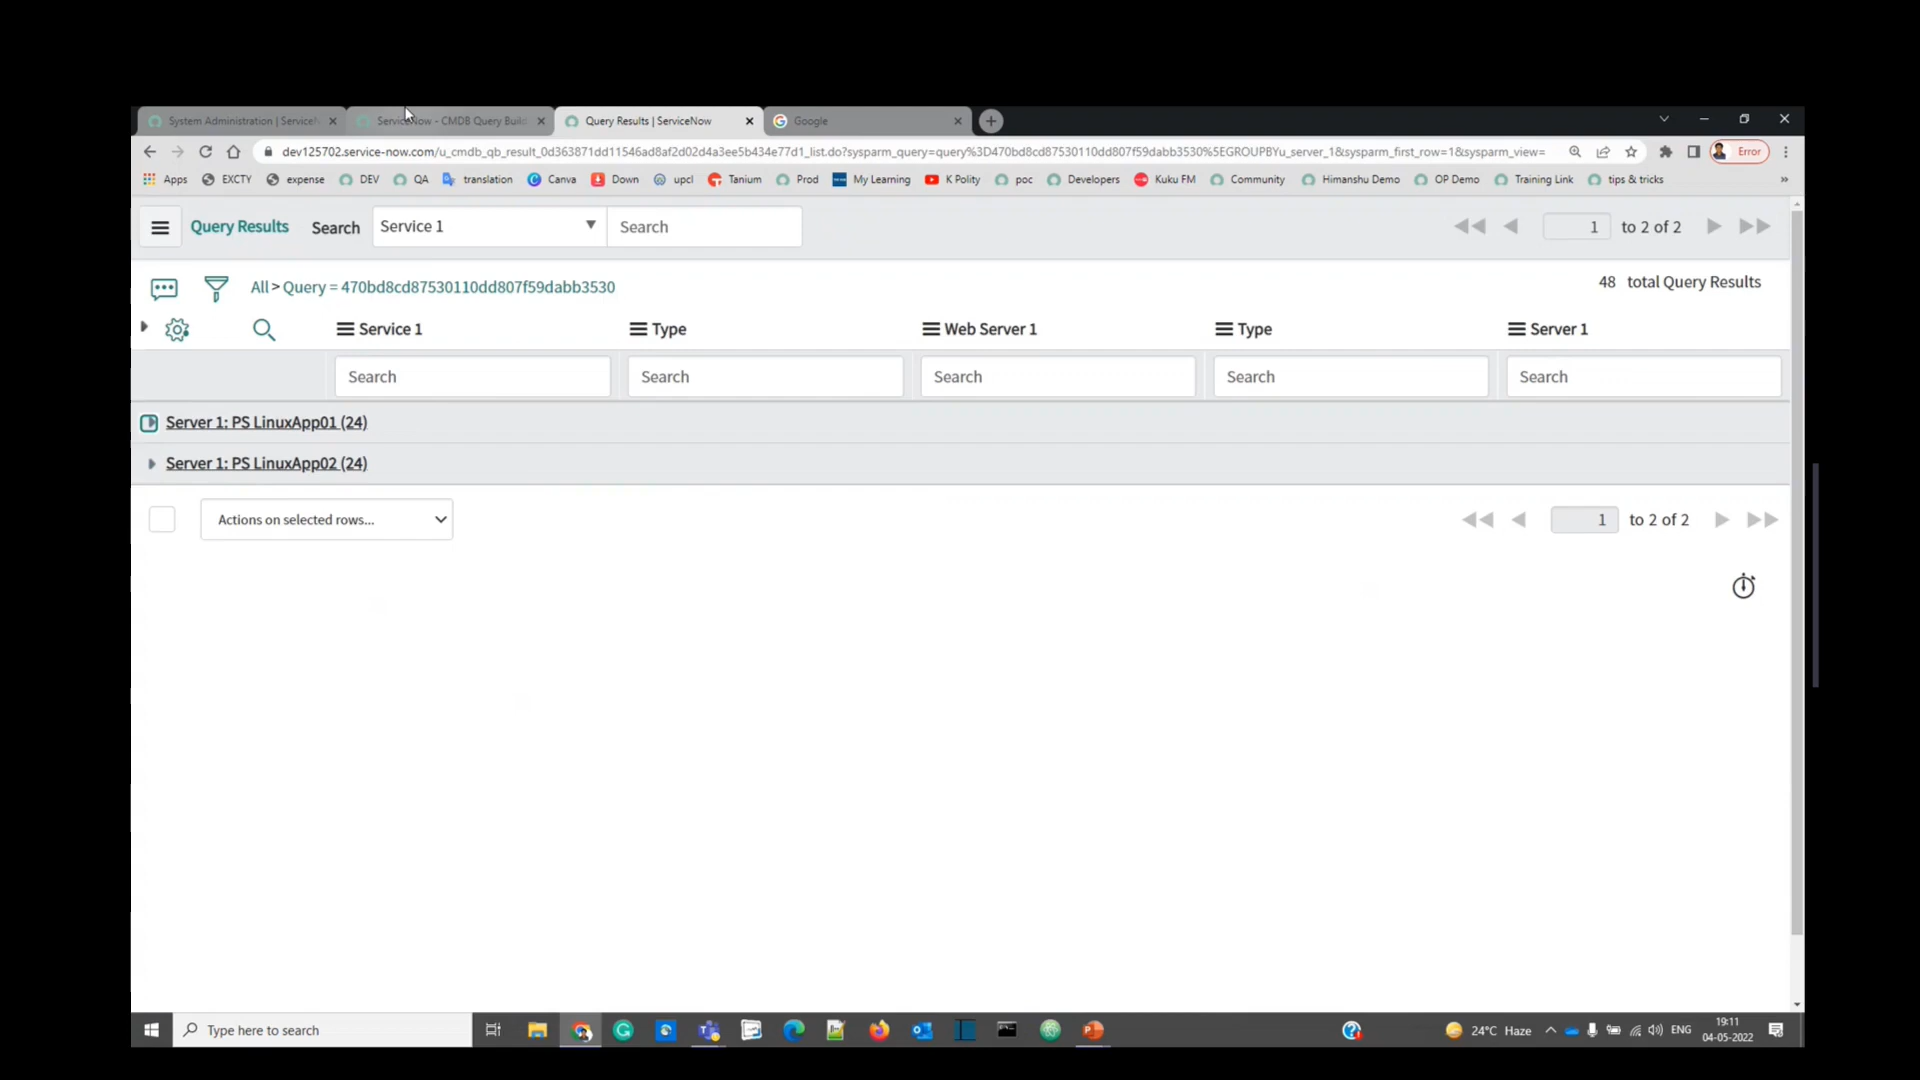 System Administration | ServiceN
ServiceNow - CMDB Query Build
Query Results | ServiceNow
Google
dev125702.service-now.com/u_cmdb_qb_result_0d363871dd11546ad8af2d02d4a3ee5b434e77d1_list.do?sysparm_query=query%3D470bd8cd87530110dd807f59dabb3530%5EGROUPBYu_server_1&sysparm_first_row=1&sysparm_view=
Error
Apps EXCTY expense DEV QA translation Canva Down upcl Tanium Prod My Learning K Polity poc Developers Kuku FM Community Himanshu Demo OP Demo Training Link tips & tricks »
Query Results Search Service 1 Search 1 to 2 of 2
All > Query = 470bd8cd87530110dd807f59dabb3530 48 total Query Results
Service 1 Type Web Server 1 Type Server 1
Search Search Search Search Search
Server 1: PS LinuxApp01 (24)
Server 1: PS LinuxApp02 (24)
Actions on selected rows... 1 to 2 of 2
Type here to search
24°C Haze
ENG
19:11
04-05-2022